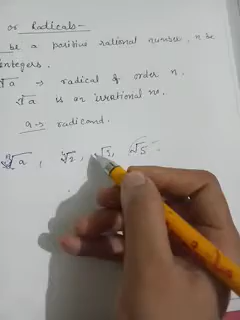 or Radicals-
be a positive rational number, n be
integers.
√a → radical of order n.
√a is an irrational no.
a → radicand.
ⁿ√a, √2, √3, √5